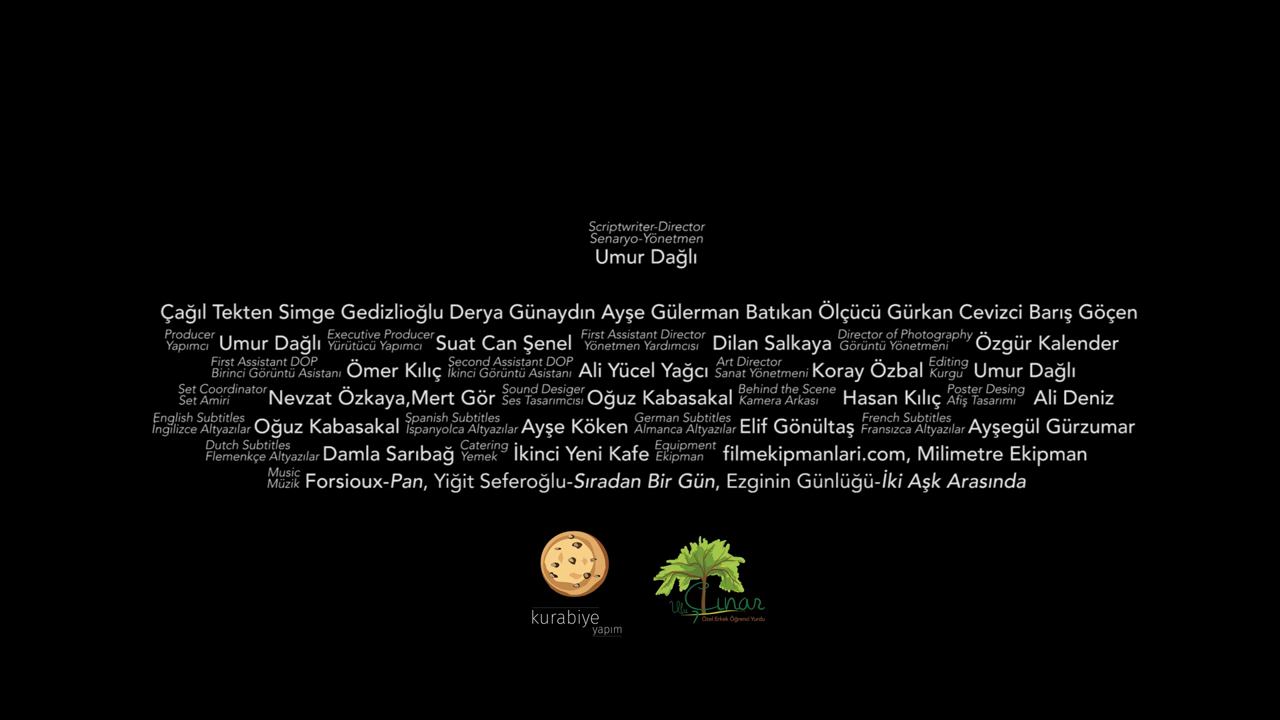 Scriptwriter-Director
Senaryo-Yönetmen
Umur Dağlı
Çağıl Tekten Simge Gedizlioğlu Derya Günaydın Ayşe Gülerman Batıkan Ölçücü Gürkan Cevizci Barış Göçen
Producer Yapımcı Umur Dağlı Executive Producer Yürütücü Yapımcı Suat Can Şenel First Assistant Director Yönetmen Yardımcısı Dilan Salkaya Director of Photography Görüntü Yönetmeni Özgür Kalender
First Assistant DOP Birinci Görüntü Asistanı Ömer Kılıç Second Assistant DOP İkinci Görüntü Asistanı Ali Yücel Yağcı Art Director Sanat Yönetmeni Koray Özbal Editing Kurgu Umur Dağlı
Set Coordinator Set Amiri Nevzat Özkaya,Mert Gör Sound Desiger Ses Tasarımcısı Oğuz Kabasakal Behind the Scene Kamera Arkası Hasan Kılıç Poster Desing Afiş Tasarımı Ali Deniz
English Subtitles İngilizce Altyazılar Oğuz Kabasakal Spanish Subtitles İspanyolca Altyazılar Ayşe Köken German Subtitles Almanca Altyazılar Elif Gönültaş French Subtitles Fransızca Altyazılar Ayşegül Gürzumar
Dutch Subtitles Flemenkçe Altyazılar Damla Sarıbağ Catering Yemek İkinci Yeni Kafe Equipment Ekipman filmekipmanlari.com, Milimetre Ekipman
Music Müzik Forsioux-Pan, Yiğit Seferoğlu-Sıradan Bir Gün, Ezginin Günlüğü-İki Aşk Arasında
kurabiye
yapım
Ulu Çınar
Özel Erkek Öğrenci Yurdu